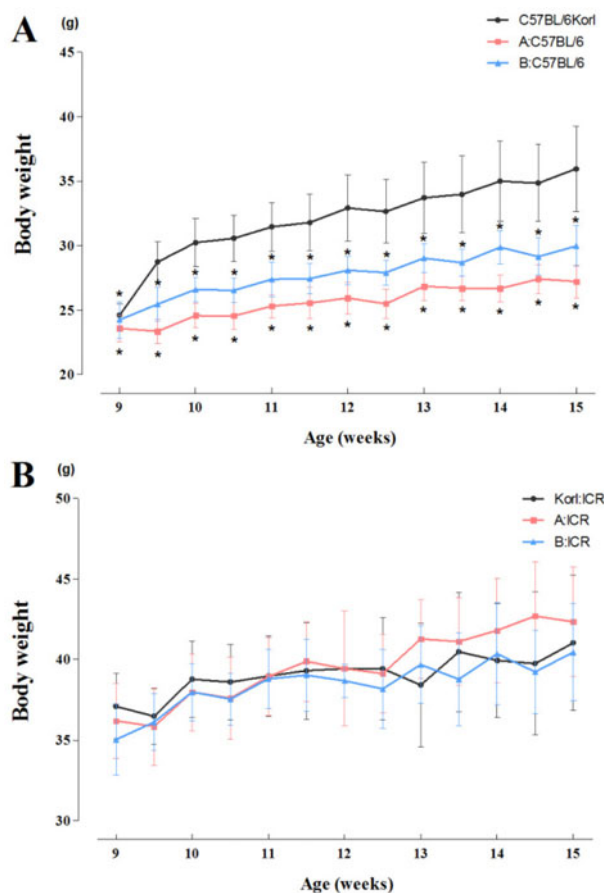 A
(g)
C57BL/6Korl
A:C57BL/6
B:C57BL/6
45
40
35
30
25
20
Body weight
* * * * * * * * * * * * *
* * * * * * * * * * * * *
9 10 11 12 13 14 15
Age (weeks)
B
(g)
Korl:ICR
A:ICR
B:ICR
50
45
40
35
30
Body weight
9 10 11 12 13 14 15
Age (weeks)